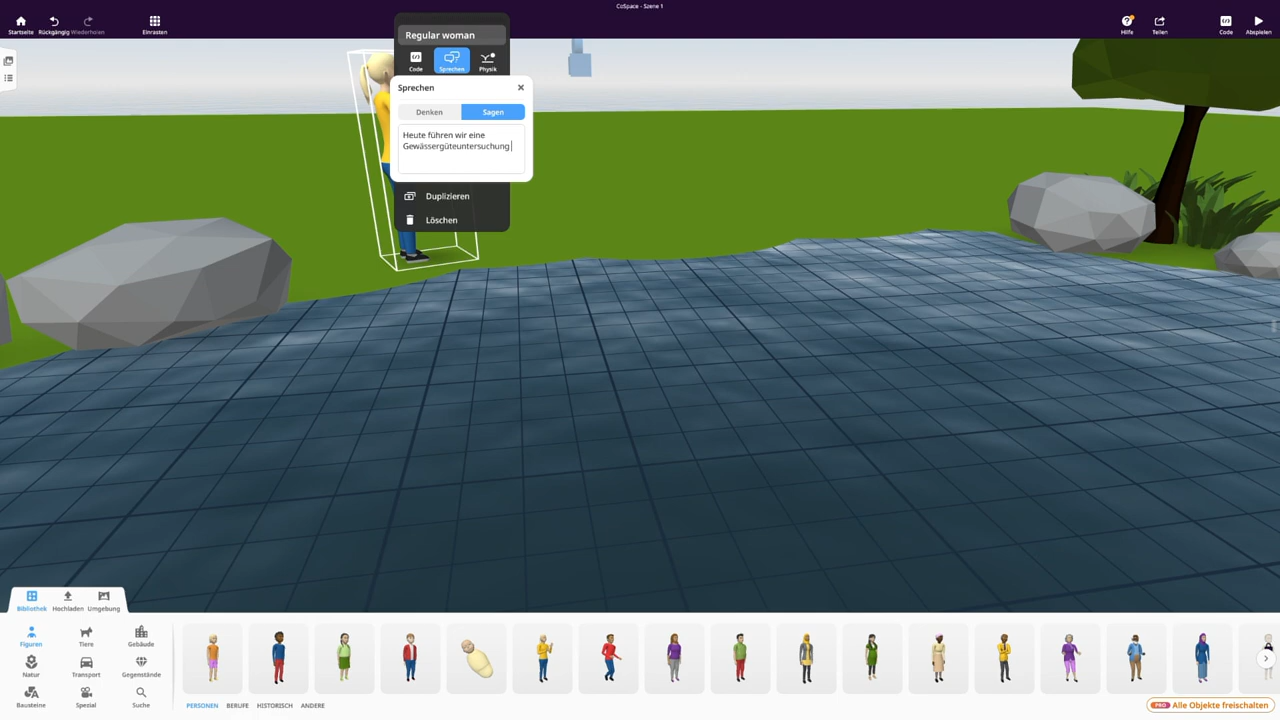 CoSpace - Szene 1
Startseite
Rückgängig
Wiederholen
Einrasten
Hilfe
Teilen
Code
Abspielen
Regular woman
Code
Sprechen
Physik
Sprechen
Denken
Sagen
Heute führen wir eine
Gewässergüteuntersuchung
Duplizieren
Löschen
Bibliothek
Hochladen
Umgebung
Figuren
Tiere
Gebäude
Natur
Transport
Gegenstände
Bausteine
Spezial
Suche
PERSONEN
BERUFE
HISTORISCH
ANDERE
PRO Alle Objekte freischalten